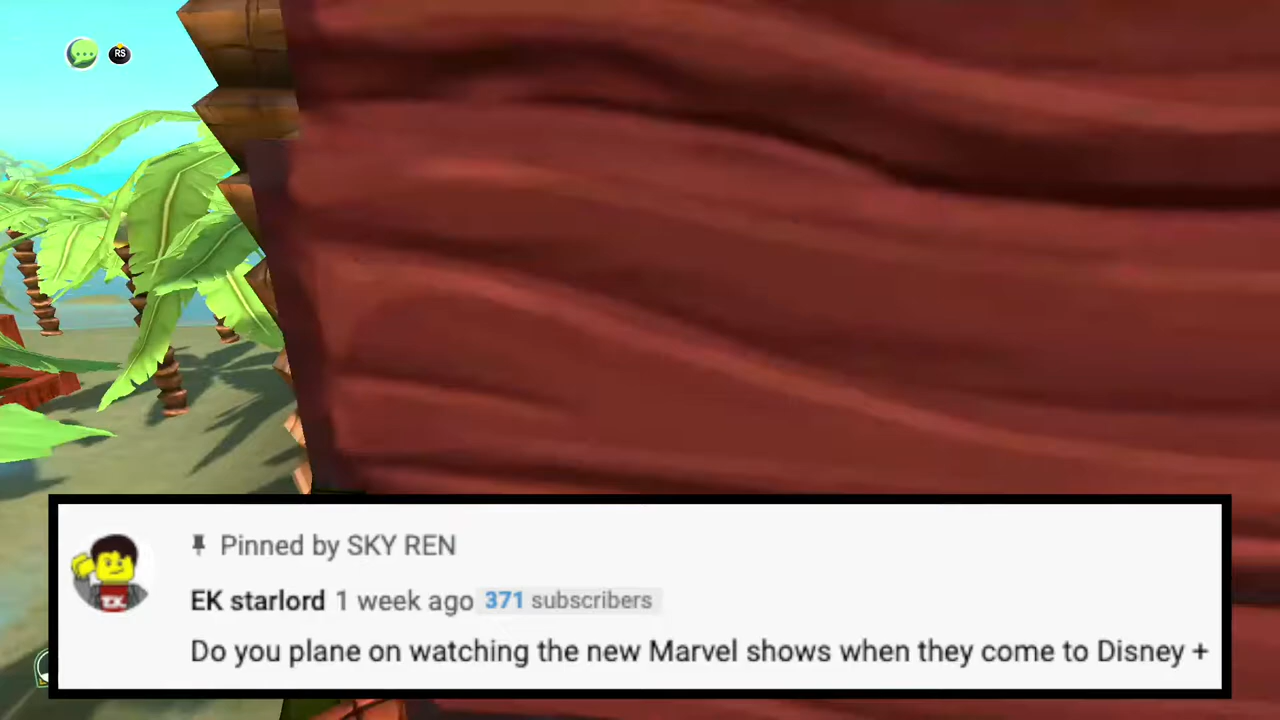 RS
Pinned by SKY REN
EK starlord 1 week ago 371 subscribers
Do you plane on watching the new Marvel shows when they come to Disney +